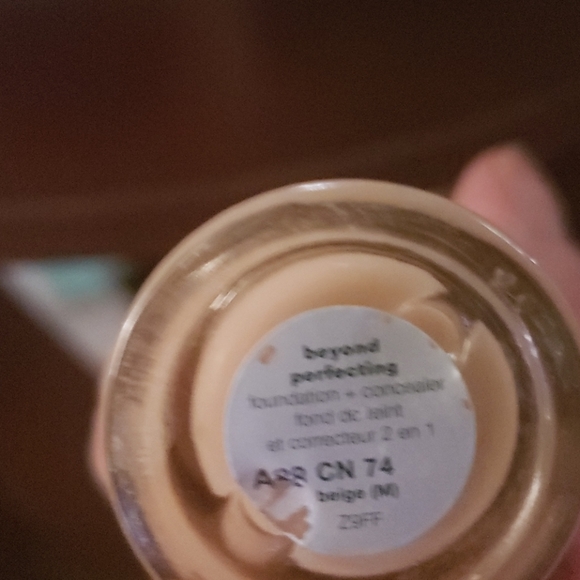 beyond
perfecting
foundation + concealer
fond de teint
et correcteur 2 en 1
CN 74
beige (M)
Z9FF